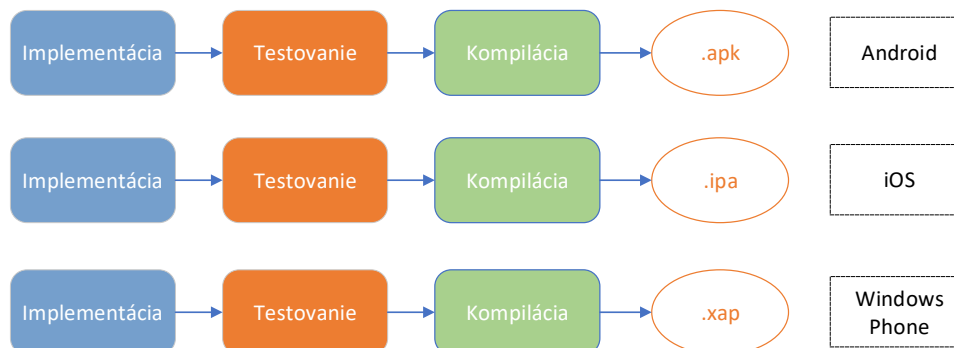 Implementácia Testovanie Kompilácia .apk Android
Implementácia Testovanie Kompilácia .ipa iOS
Implementácia Testovanie Kompilácia .xap Windows
Phone